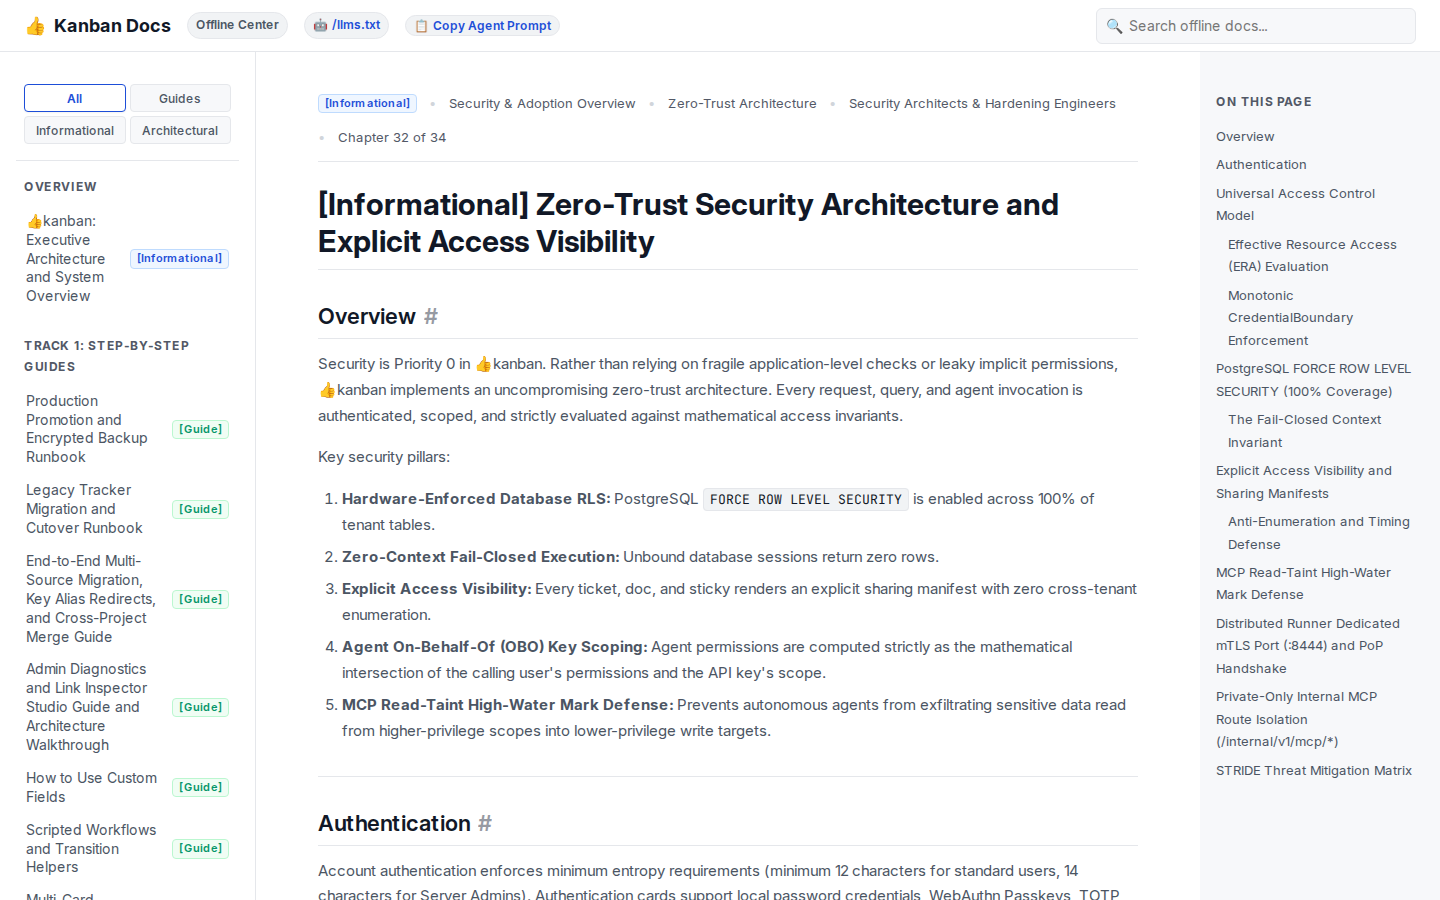 👍 Kanban Docs
Offline Center
🤖 /llms.txt
📋 Copy Agent Prompt
🔍 Search offline docs...
All
Guides
Informational
Architectural
OVERVIEW
👍kanban:
Executive
Architecture
and System
Overview
[Informational]
TRACK 1: STEP-BY-STEP
GUIDES
Production
Promotion and
Encrypted Backup
Runbook
[Guide]
Legacy Tracker
Migration and
Cutover Runbook
[Guide]
End-to-End Multi-
Source Migration,
Key Alias Redirects,
and Cross-Project
Merge Guide
[Guide]
Admin Diagnostics
and Link Inspector
Studio Guide and
Architecture
Walkthrough
[Guide]
How to Use Custom
Fields
[Guide]
Scripted Workflows
and Transition
Helpers
[Guide]
Multi-Card
[Informational] • Security & Adoption Overview • Zero-Trust Architecture • Security Architects & Hardening Engineers
• Chapter 32 of 34
[Informational] Zero-Trust Security Architecture and
Explicit Access Visibility
Overview #
Security is Priority 0 in 👍kanban. Rather than relying on fragile application-level checks or leaky implicit permissions,
👍kanban implements an uncompromising zero-trust architecture. Every request, query, and agent invocation is
authenticated, scoped, and strictly evaluated against mathematical access invariants.
Key security pillars:
1. Hardware-Enforced Database RLS: PostgreSQL FORCE ROW LEVEL SECURITY is enabled across 100% of
tenant tables.
2. Zero-Context Fail-Closed Execution: Unbound database sessions return zero rows.
3. Explicit Access Visibility: Every ticket, doc, and sticky renders an explicit sharing manifest with zero cross-tenant
enumeration.
4. Agent On-Behalf-Of (OBO) Key Scoping: Agent permissions are computed strictly as the mathematical
intersection of the calling user's permissions and the API key's scope.
5. MCP Read-Taint High-Water Mark Defense: Prevents autonomous agents from exfiltrating sensitive data read
from higher-privilege scopes into lower-privilege write targets.
Authentication #
Account authentication enforces minimum entropy requirements (minimum 12 characters for standard users, 14
characters for Server Admins). Authentication cards support local password credentials, WebAuthn Passkeys, TOTP
ON THIS PAGE
Overview
Authentication
Universal Access Control
Model
Effective Resource Access
(ERA) Evaluation
Monotonic
CredentialBoundary
Enforcement
PostgreSQL FORCE ROW LEVEL
SECURITY (100% Coverage)
The Fail-Closed Context
Invariant
Explicit Access Visibility and
Sharing Manifests
Anti-Enumeration and Timing
Defense
MCP Read-Taint High-Water
Mark Defense
Distributed Runner Dedicated
mTLS Port (:8444) and PoP
Handshake
Private-Only Internal MCP
Route Isolation
(/internal/v1/mcp/*)
STRIDE Threat Mitigation Matrix